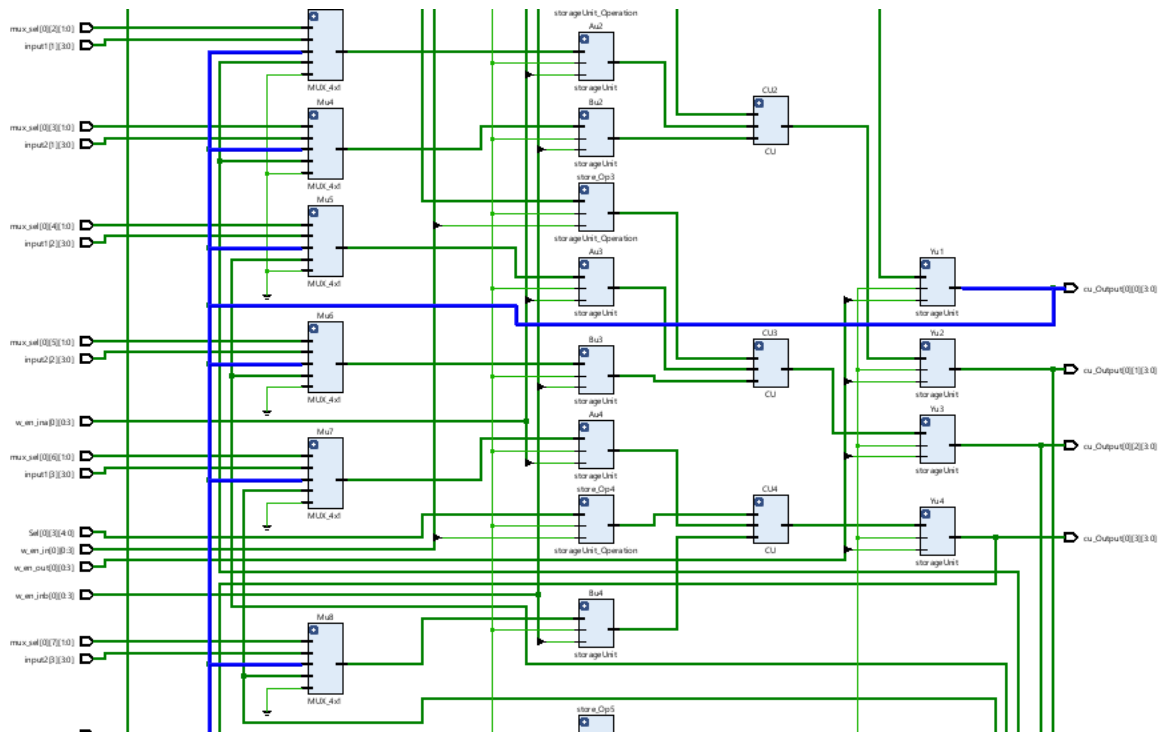 storageUnit_Operation
Au2
storageUnit
mux_sel[0][2][1:0]
input1[1][3:0]
MUX_4x1
Mu4
mux_sel[0][3][1:0]
input2[1][3:0]
MUX_4x1
Bu2
storageUnit
CU2
CU
store_Op3
storageUnit_Operation
Mu5
mux_sel[0][4][1:0]
input1[2][3:0]
MUX_4x1
Au3
storageUnit
Yu1
storageUnit
cu_Output[0][0][3:0]
Mu6
mux_sel[0][5][1:0]
input2[2][3:0]
MUX_4x1
Bu3
storageUnit
CU3
CU
Yu2
storageUnit
cu_Output[0][1][3:0]
w_en_ina[0][0:3]
Au4
storageUnit
Yu3
storageUnit
cu_Output[0][2][3:0]
Mu7
mux_sel[0][6][1:0]
input1[3][3:0]
MUX_4x1
store_Op4
storageUnit_Operation
CU4
CU
Yu4
storageUnit
cu_Output[0][3][3:0]
Sel[0][3][4:0]
w_en_in[0][0:3]
w_en_out[0][0:3]
w_en_inb[0][0:3]
Bu4
storageUnit
Mu8
mux_sel[0][7][1:0]
input2[3][3:0]
MUX_4x1
store_Op5